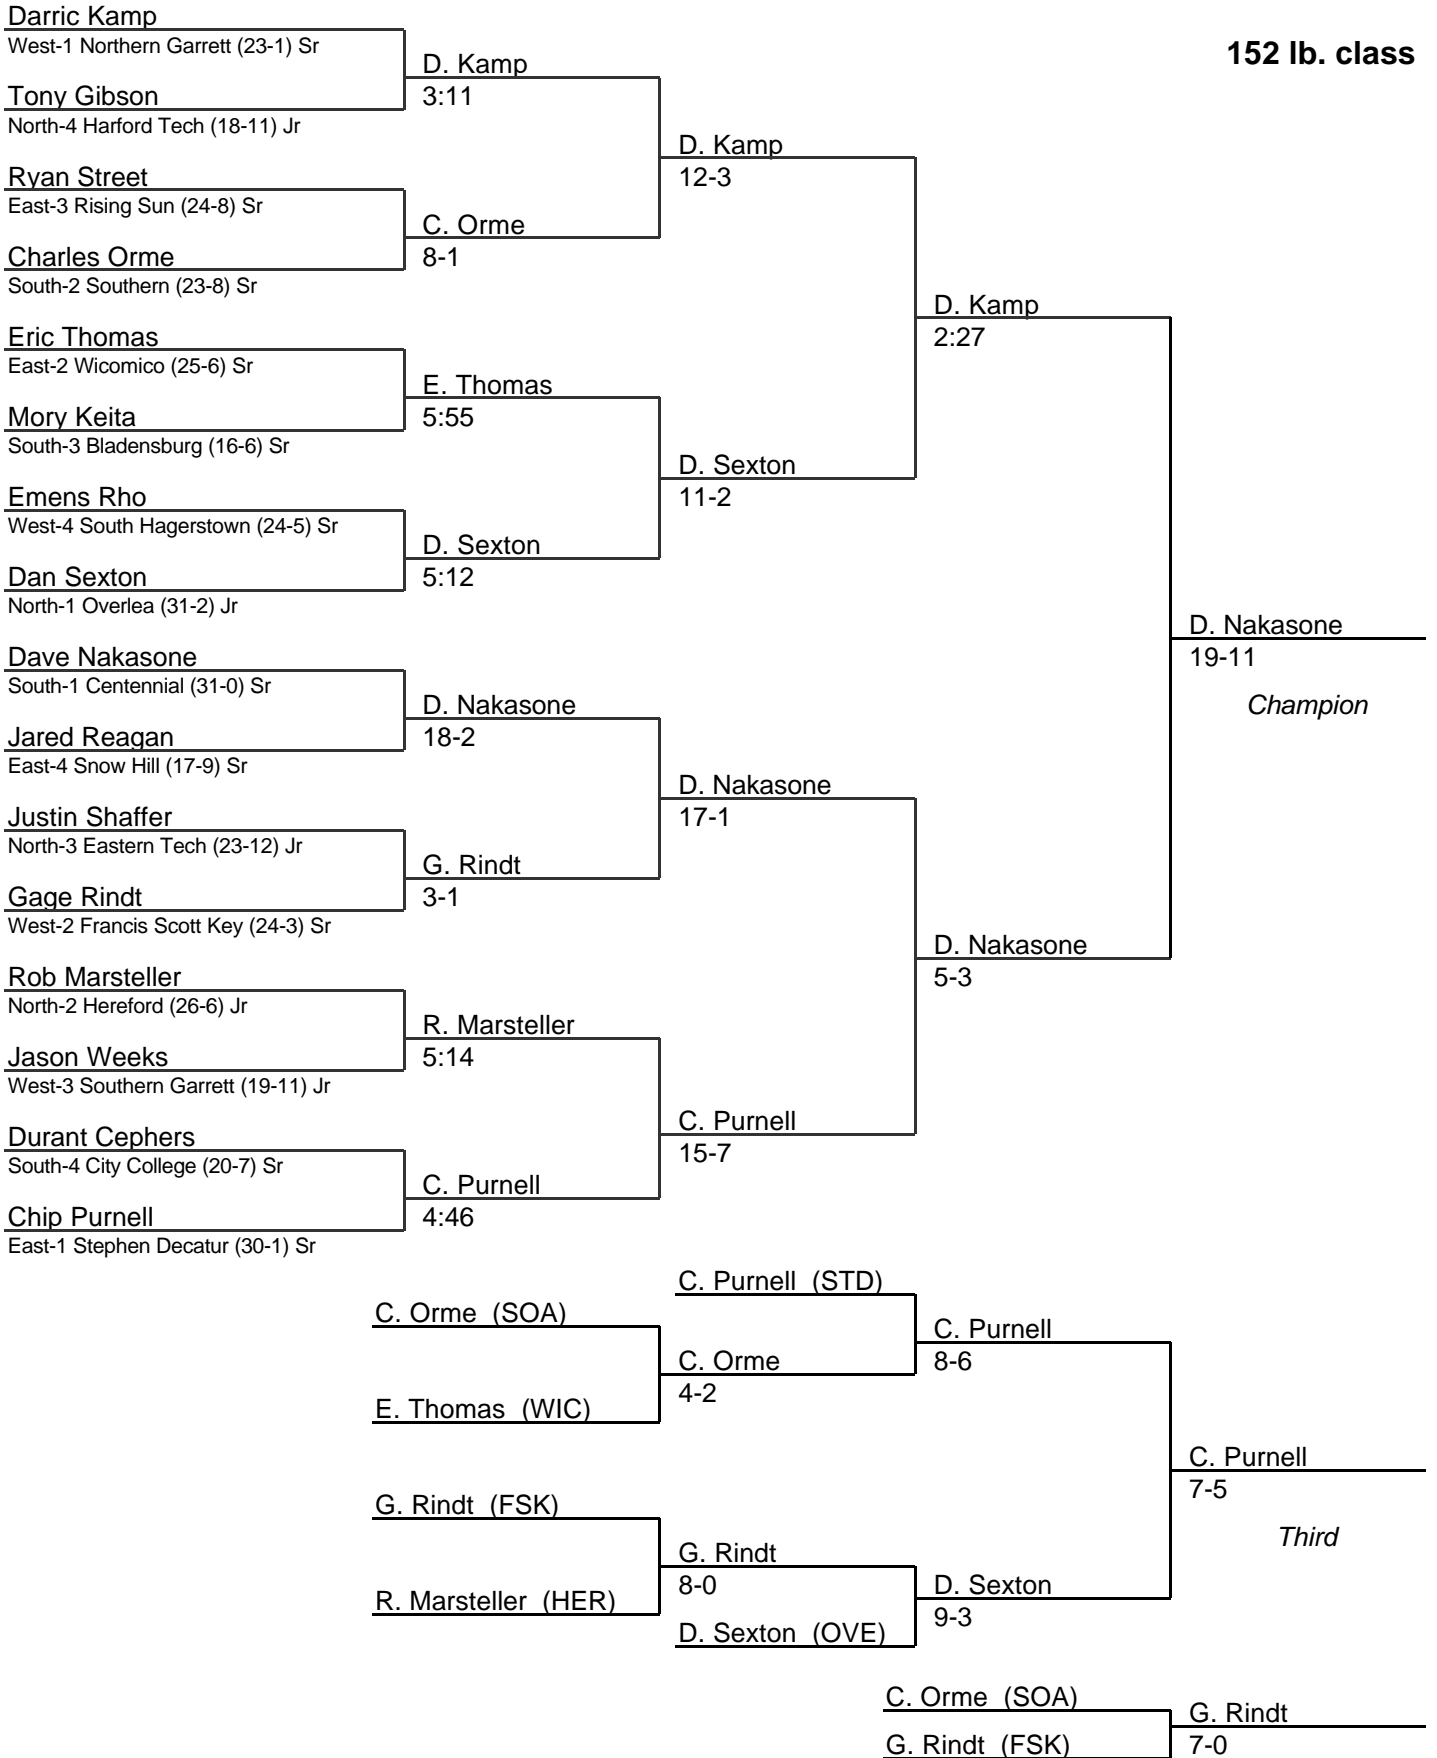 Darric Kamp
West-1 Northern Garrett (23-1) Sr
152 lb. class
D. Kamp
3:11
Tony Gibson
North-4 Harford Tech (18-11) Jr
D. Kamp
12-3
Ryan Street
East-3 Rising Sun (24-8) Sr
C. Orme
8-1
Charles Orme
South-2 Southern (23-8) Sr
D. Kamp
2:27
Eric Thomas
East-2 Wicomico (25-6) Sr
E. Thomas
5:55
Mory Keita
South-3 Bladensburg (16-6) Sr
D. Sexton
11-2
Emens Rho
West-4 South Hagerstown (24-5) Sr
D. Sexton
5:12
Dan Sexton
North-1 Overlea (31-2) Jr
D. Nakasone
19-11
Champion
Dave Nakasone
South-1 Centennial (31-0) Sr
D. Nakasone
18-2
Jared Reagan
East-4 Snow Hill (17-9) Sr
D. Nakasone
17-1
Justin Shaffer
North-3 Eastern Tech (23-12) Jr
G. Rindt
3-1
Gage Rindt
West-2 Francis Scott Key (24-3) Sr
D. Nakasone
5-3
Rob Marsteller
North-2 Hereford (26-6) Jr
R. Marsteller
5:14
Jason Weeks
West-3 Southern Garrett (19-11) Jr
C. Purnell
15-7
Durant Cephers
South-4 City College (20-7) Sr
C. Purnell
4:46
Chip Purnell
East-1 Stephen Decatur (30-1) Sr
C. Purnell (STD)
C. Orme (SOA)
C. Purnell
8-6
C. Orme
4-2
E. Thomas (WIC)
C. Purnell
7-5
Third
G. Rindt (FSK)
G. Rindt
8-0
R. Marsteller (HER)
D. Sexton
9-3
D. Sexton (OVE)
C. Orme (SOA)
G. Rindt
7-0
G. Rindt (FSK)